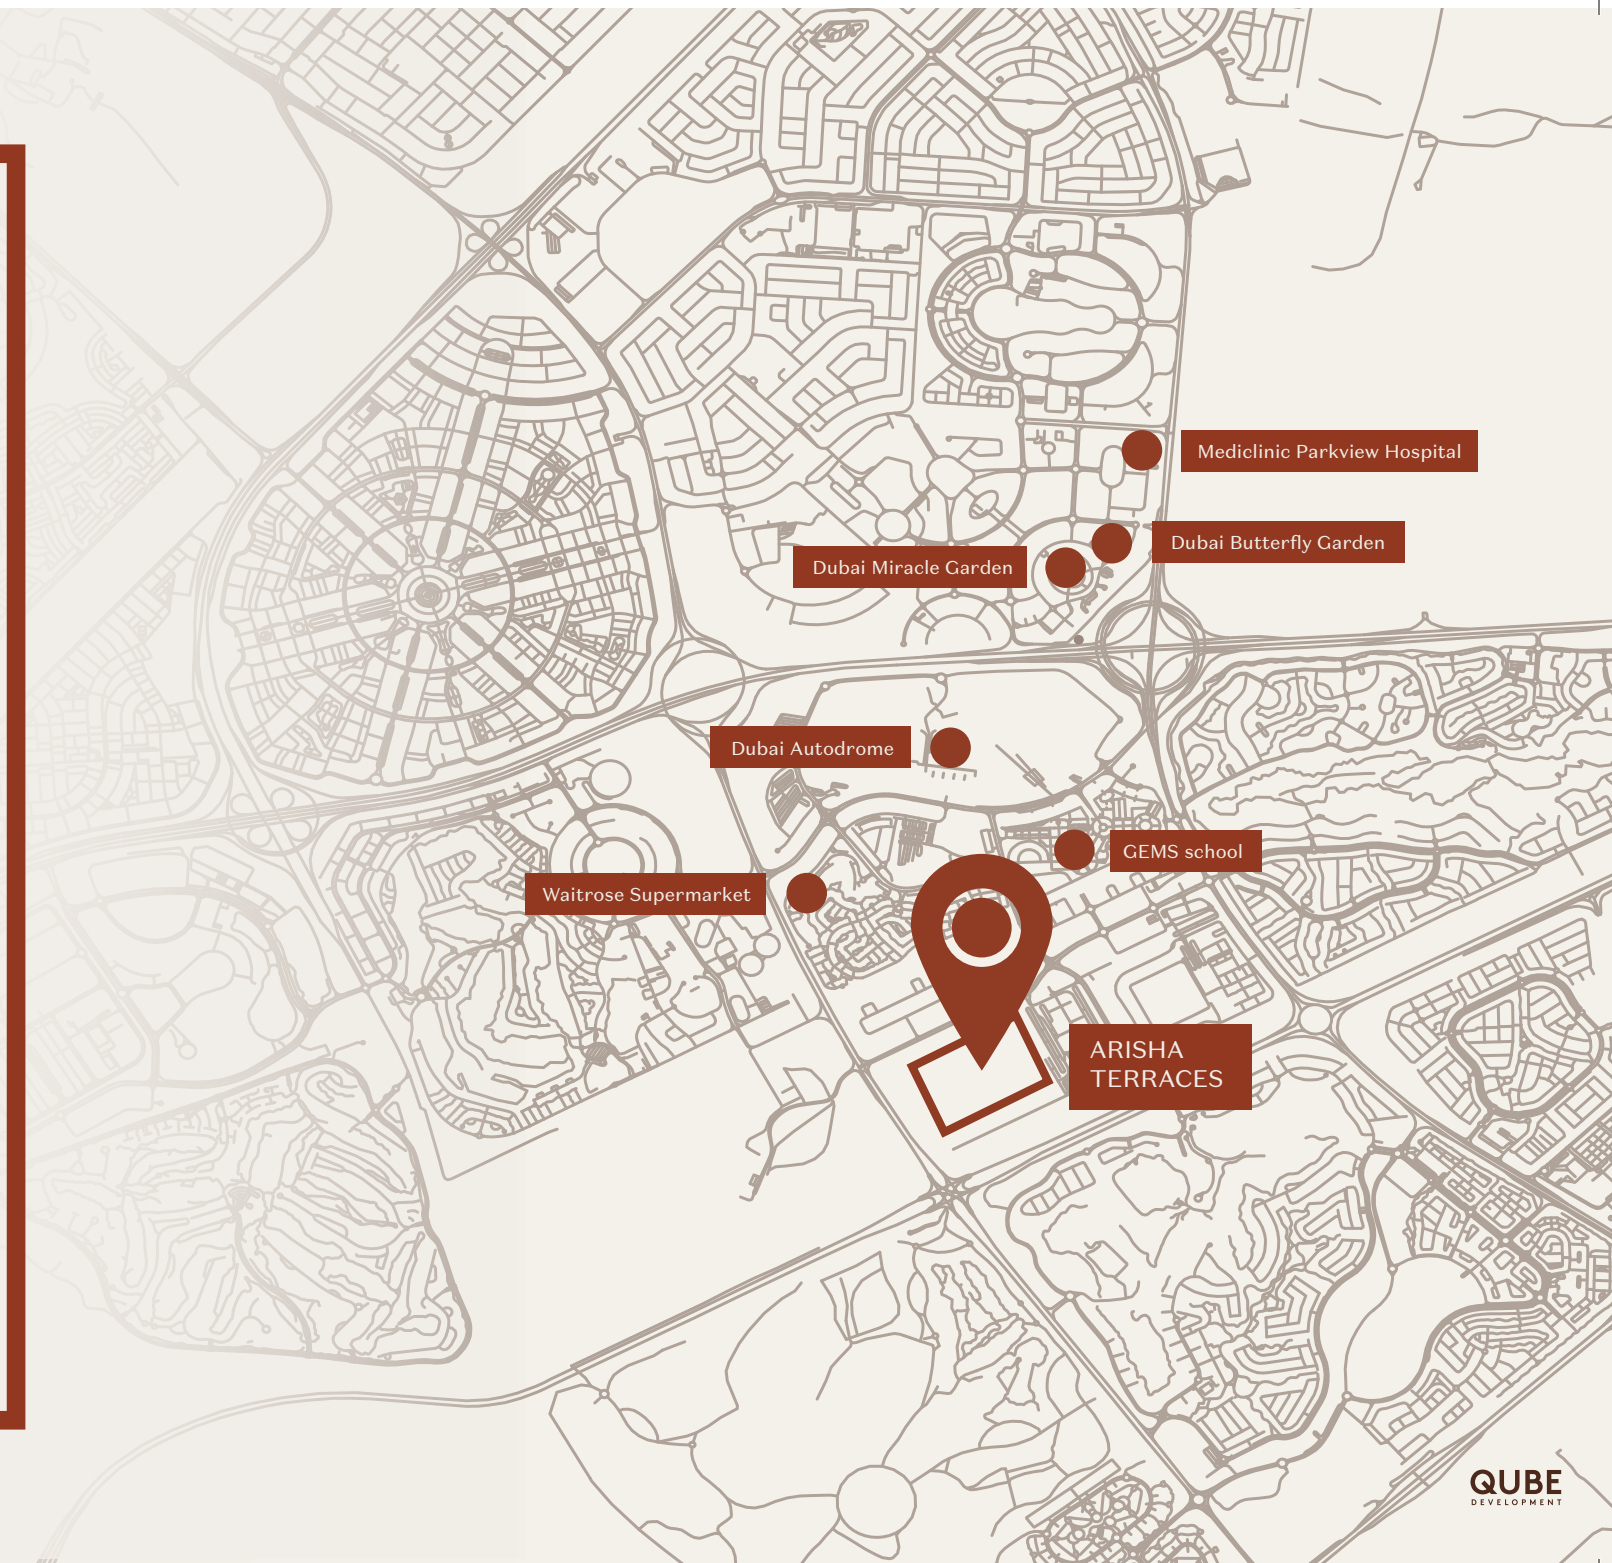 Mediclinic Parkview Hospital
Dubai Butterfly Garden
Dubai Miracle Garden
Dubai Autodrome
GEMS school
Waitrose Supermarket
ARISHA
TERRACES
QUBE
DEVELOPMENT